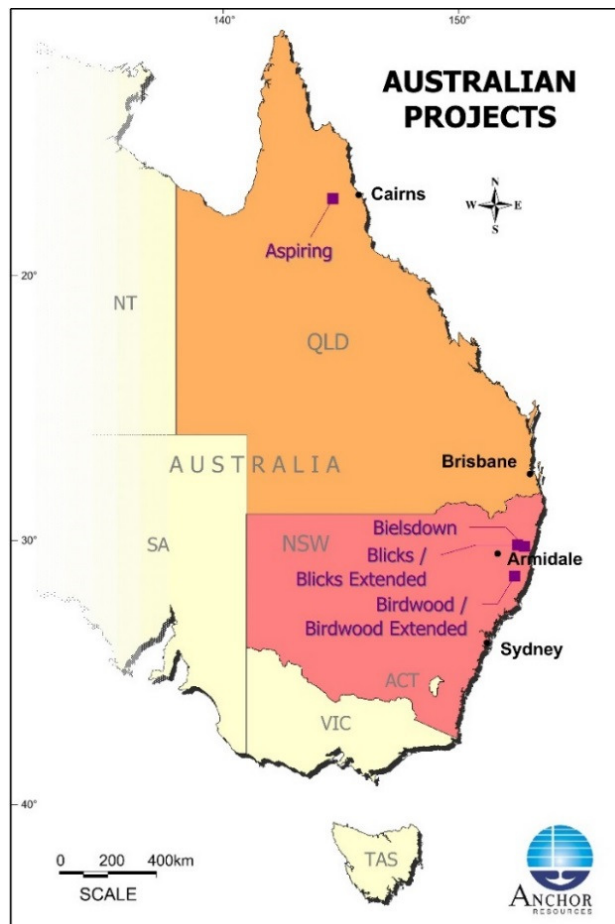 140°
150°
AUSTRALIAN
PROJECTS
Cairns
N
W
E
S
Aspiring
20°
NT
QLD
AUSTRALIA
Brisbane
Bielsdown
30°
SA
NSW
Blicks /
Armidale
Blicks Extended
Birdwood /
Birdwood Extended
Sydney
ACT
VIC
40°
0 200 400km
SCALE
TAS
ANCHOR
RESOURCES